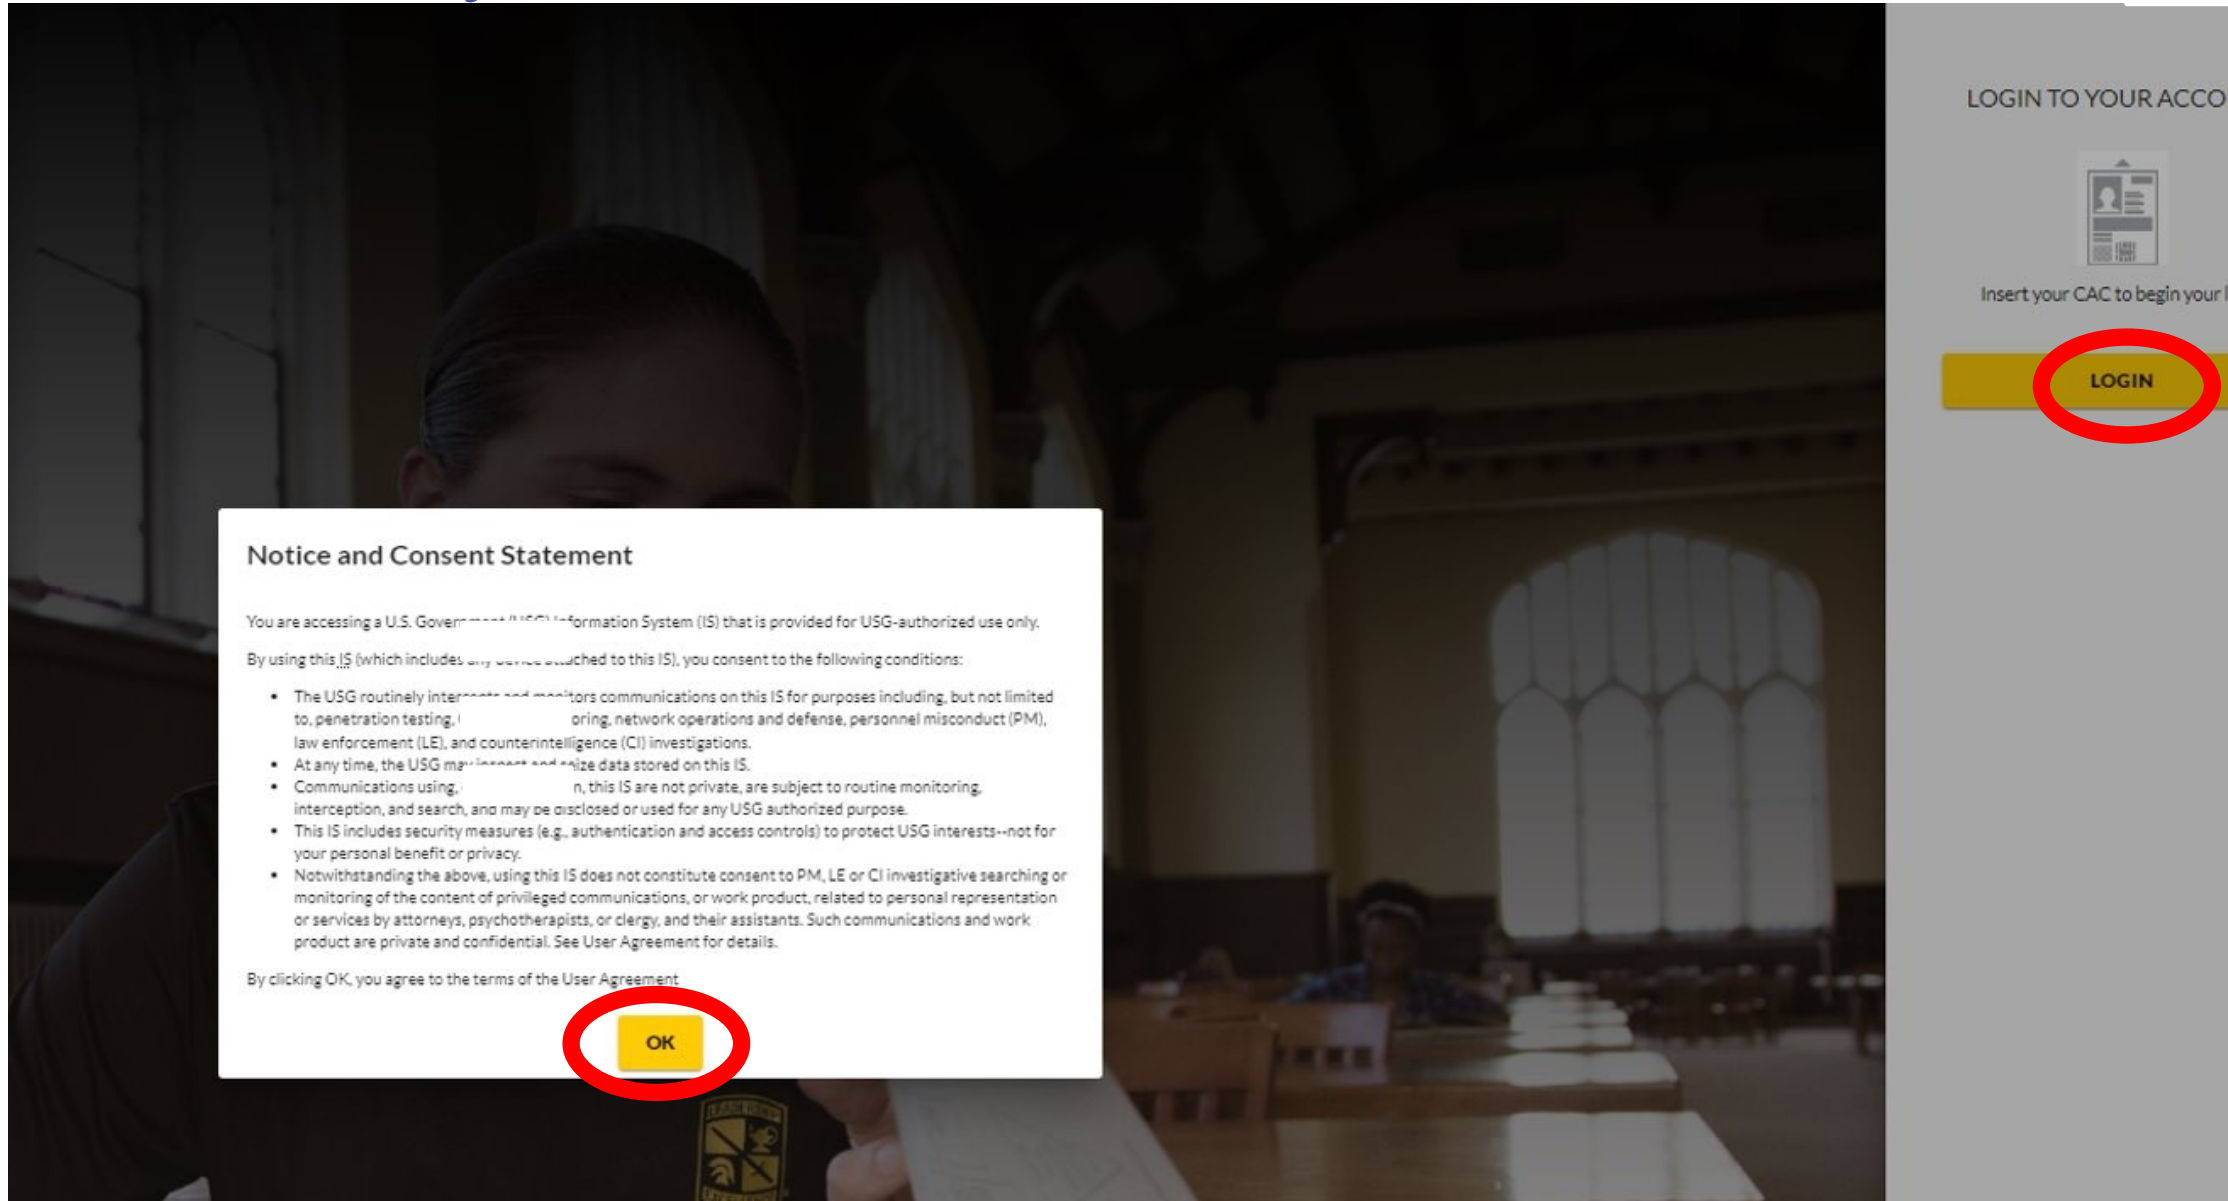 LOGIN TO YOUR ACCO
Insert your CAC to begin your
LOGIN
Notice and Consent Statement
You are accessing a U.S. Gover formation System (IS) that is provided for USG-authorized use only.
By using this IS (which includes ched to this IS), you consent to the following conditions:
• The USG routinely inter tors communications on this IS for purposes including, but not limited
to, penetration testing, oring, network operations and defense, personnel misconduct (PM),
law enforcement (LE), and counterintelligence (CI) investigations.
• At any time, the USG may ize data stored on this IS.
• Communications using, n, this IS are not private, are subject to routine monitoring,
interception, and search, and may be disclosed or used for any USG authorized purpose.
• This IS includes security measures (e.g., authentication and access controls) to protect USG interests--not for
your personal benefit or privacy.
• Notwithstanding the above, using this IS does not constitute consent to PM, LE or CI investigative searching or
monitoring of the content of privileged communications, or work product, related to personal representation
or services by attorneys, psychotherapists, or clergy, and their assistants. Such communications and work
product are private and confidential. See User Agreement for details.
By clicking OK, you agree to the terms of the User Agreement
OK
LEADERSHIP
EXCELLENCE